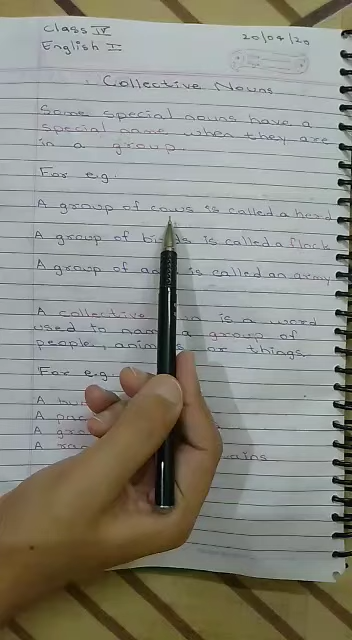 Class IV
English I
20/04/20
Collective Nouns
Some special nouns have a
special name when they are
in a group.
For e.g.
A group of cows is called a herd
A group of is called a flock
A group of is called an army
A collective is a word
used to name a group of
people, animals or things.
For e.g.
A
A
A
A